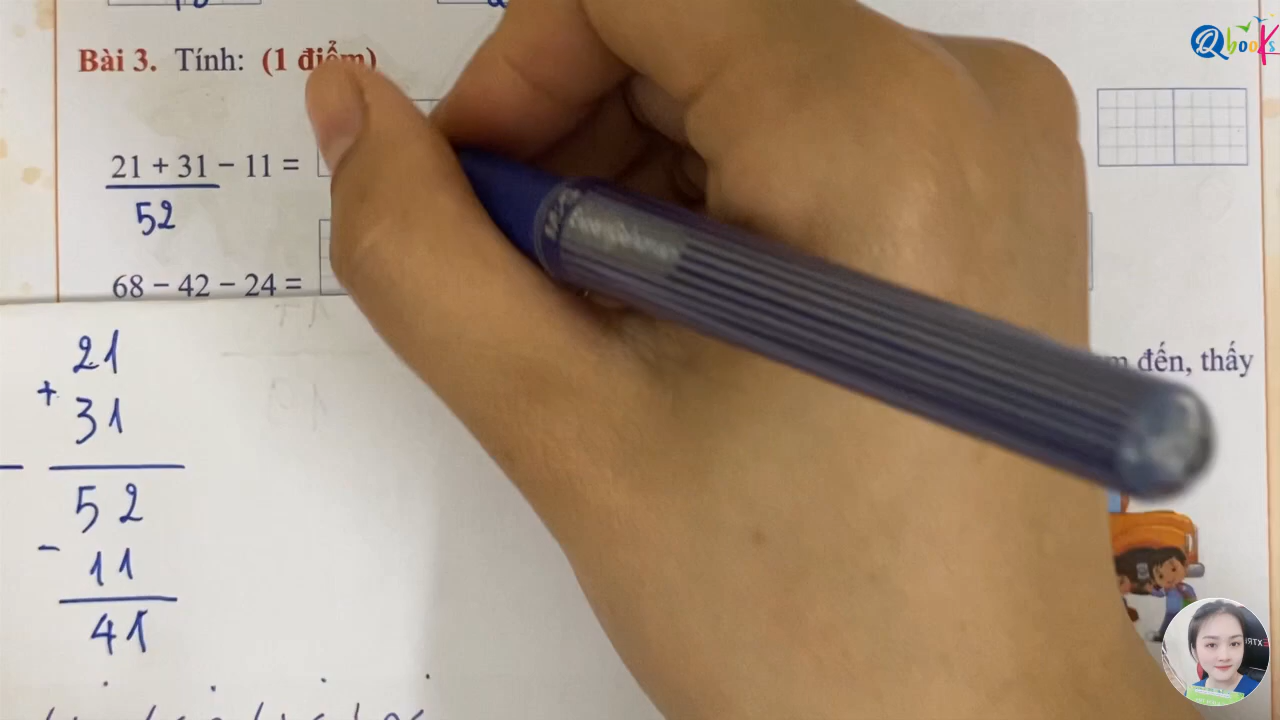 Qbooks
Bài 3. Tính: (1 điểm)
21 + 31 − 11 =
52
68 − 42 − 24 =
đến, thấy
21
+
31
52
-
11
41